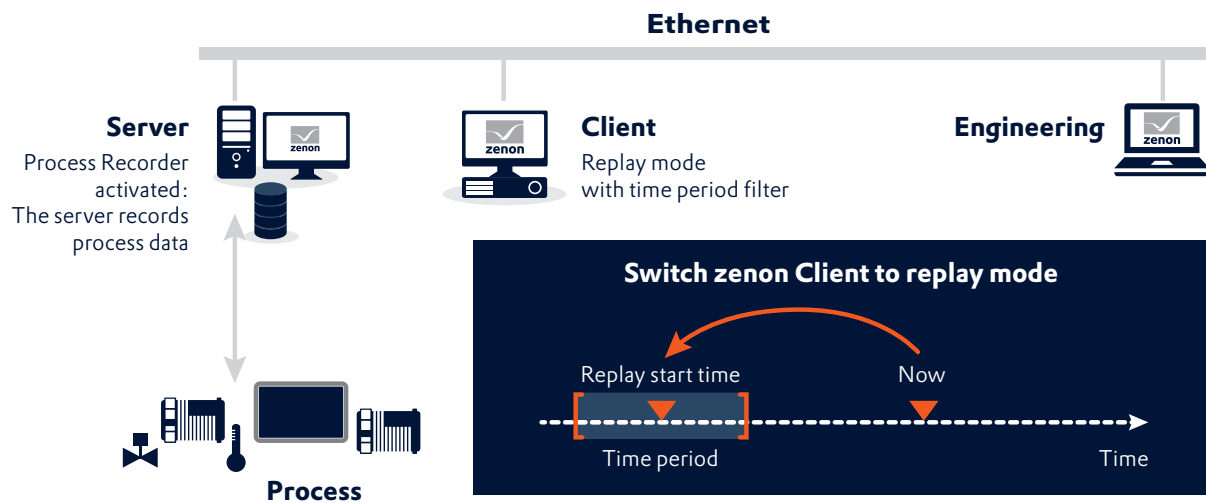 Ethernet
Server
Process Recorder
activated:
The server records
process data
zenon
zenon
Client
Replay mode
with time period filter
Engineering
zenon
Switch zenon Client to replay mode
Replay start time
Now
Time period
Time
Process